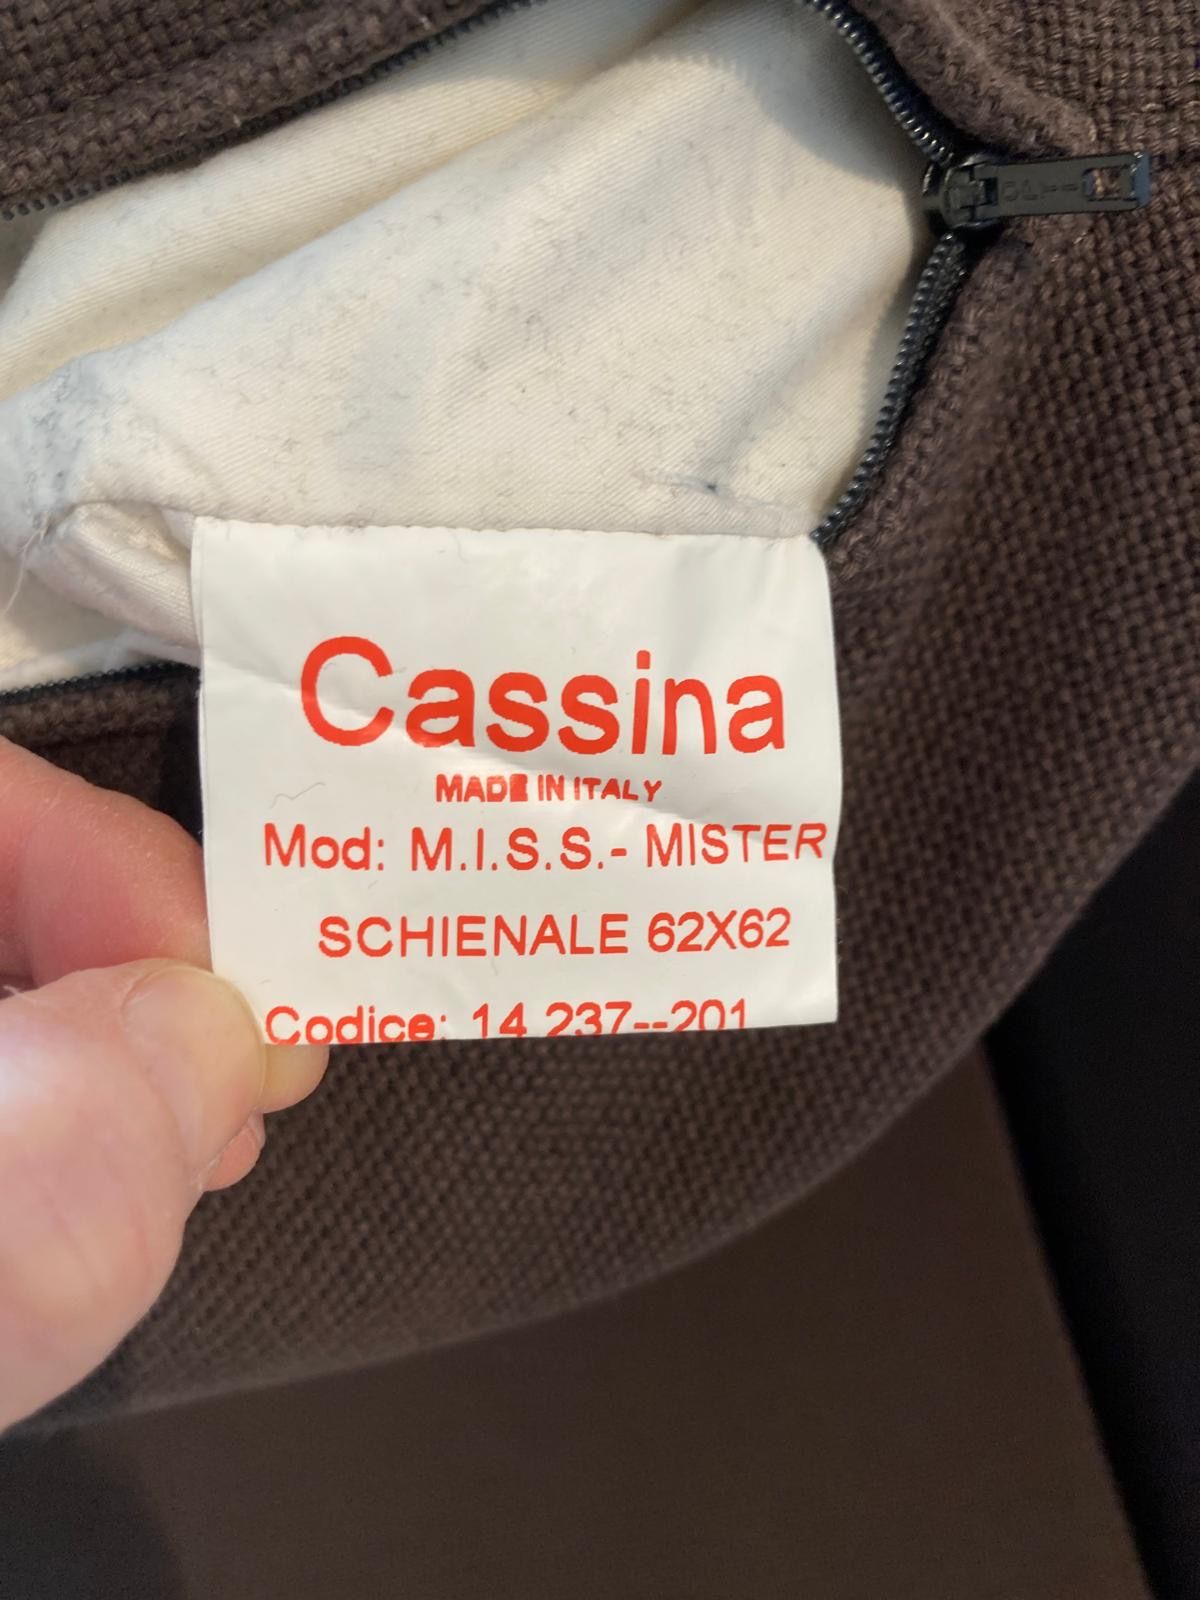 Cassina
MADE IN ITALY
Mod: M.I.S.S.- MISTER
SCHIENALE 62X62
Codice: 14 237--201